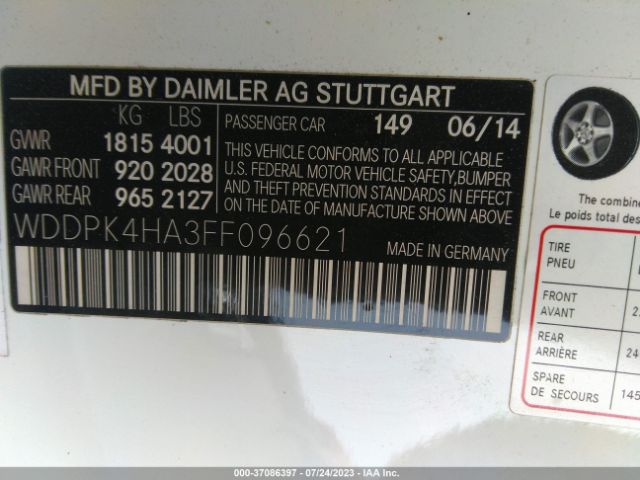 MFD BY DAIMLER AG STUTTGART
KG LBS
GVWR 1815 4001
GAWR FRONT 920 2028
GAWR REAR 965 2127
PASSENGER CAR 149 06/14
THIS VEHICLE CONFORMS TO ALL APPLICABLE
U.S. FEDERAL MOTOR VEHICLE SAFETY, BUMPER
AND THEFT PREVENTION STANDARDS IN EFFECT
ON THE DATE OF MANUFACTURE SHOWN ABOVE.
WDDPK4HA3FF096621
MADE IN GERMANY
The combine
Le poids total des
TIRE
PNEU
FRONT
AVANT
REAR
ARRIÈRE 24
SPARE
DE SECOURS 145
000-37086397 - 07/24/2023 - IAA Inc.